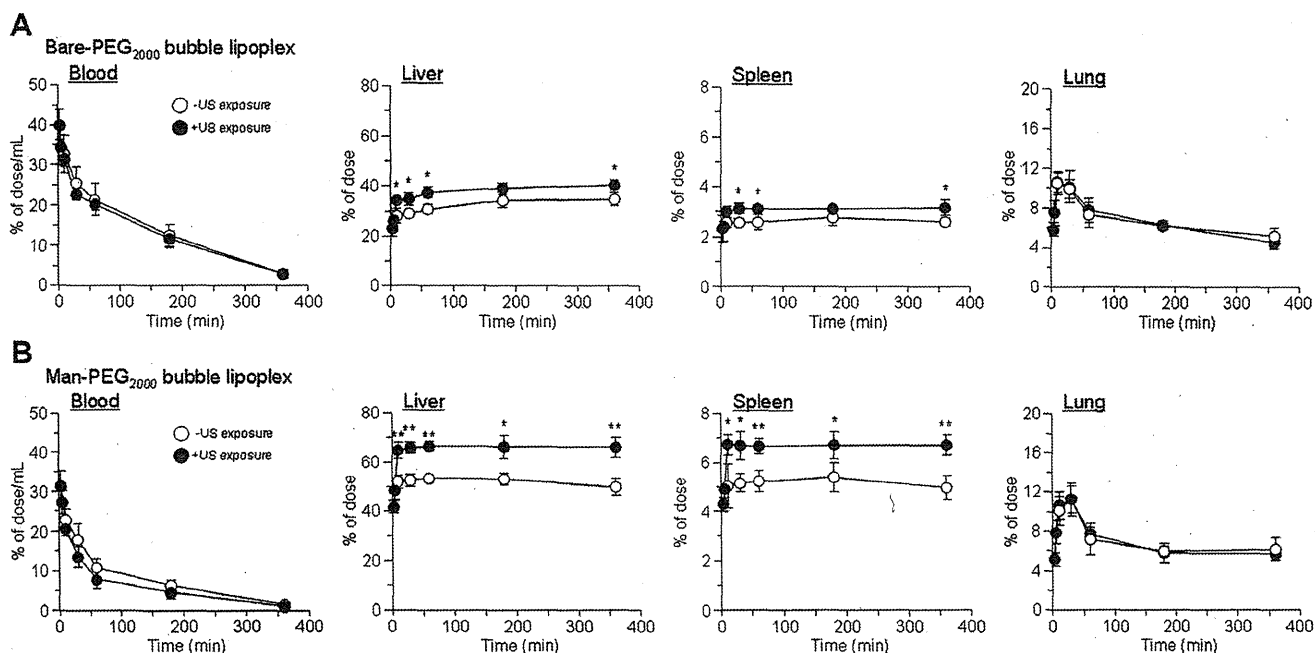 A
Bare-PEG2000 bubble lipoplex
Blood
Liver
Spleen
Lung
-US exposure
+US exposure
% of dose/mL
50
40
30
20
10
0
0 100 200 300 400
Time (min)
% of dose
80
60
40
20
0
* * * *
0 100 200 300 400
Time (min)
% of dose
8
6
4
2
0
* * *
0 100 200 300 400
Time (min)
% of dose
20
16
12
8
4
0
0 100 200 300 400
Time (min)
B
Man-PEG2000 bubble lipoplex
Blood
Liver
Spleen
Lung
-US exposure
+US exposure
% of dose/mL
50
40
30
20
10
0
0 100 200 300 400
Time (min)
% of dose
80
60
40
20
0
** ** ** * **
0 100 200 300 400
Time (min)
% of dose
8
6
4
2
0
* * ** * **
0 100 200 300 400
Time (min)
% of dose
20
16
12
8
4
0
0 100 200 300 400
Time (min)